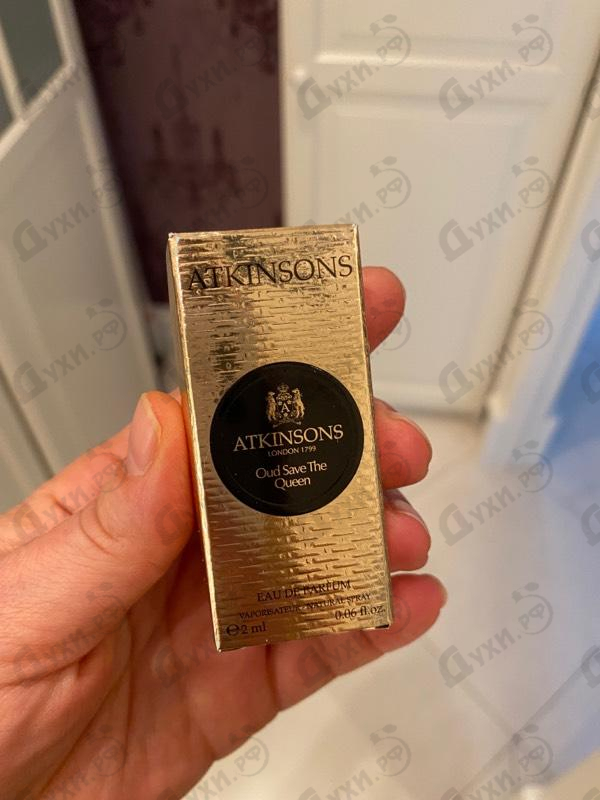 ATKINSONS
A
ATKINSONS
LONDON 1799
Oud Save The
Queen
EAU DE PARFUM
VAPORISATEUR · NATURAL SPRAY
℮ 2 ml 0.06 fl.oz.
Духи.рф